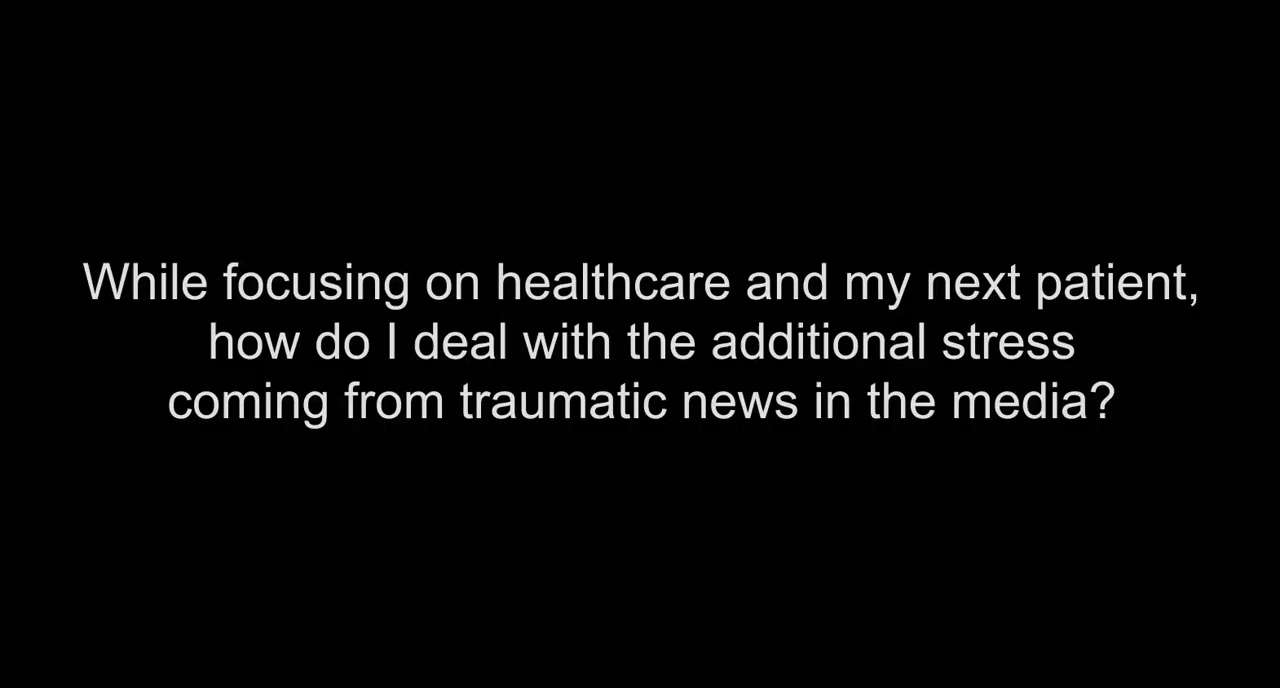 While focusing on healthcare and my next patient,
how do I deal with the additional stress
coming from traumatic news in the media?